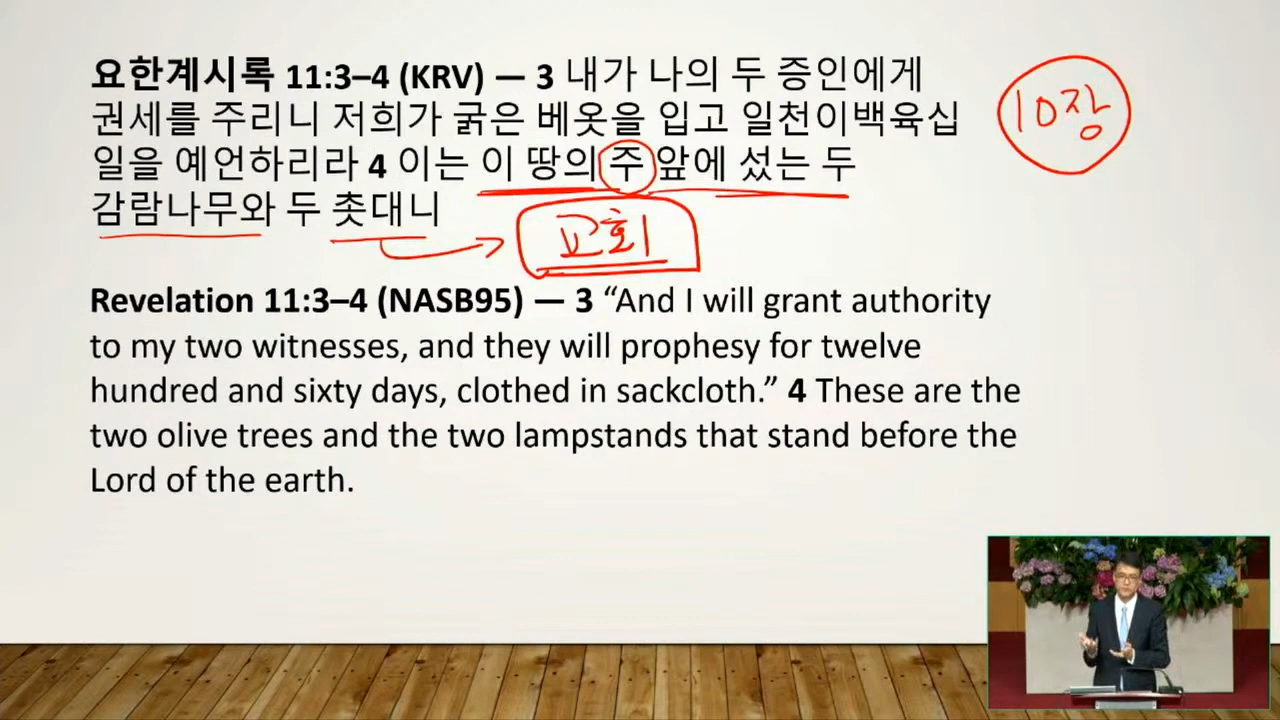 요한계시록 11:3–4 (KRV) — 3 내가 나의 두 증인에게
권세를 주리니 저희가 굵은 베옷을 입고 일천이백육십
일을 예언하리라 4 이는 이 땅의 주 앞에 섰는 두
감람나무와 두 촛대니
10장
교회
Revelation 11:3–4 (NASB95) — 3 “And I will grant authority
to my two witnesses, and they will prophesy for twelve
hundred and sixty days, clothed in sackcloth.” 4 These are the
two olive trees and the two lampstands that stand before the
Lord of the earth.